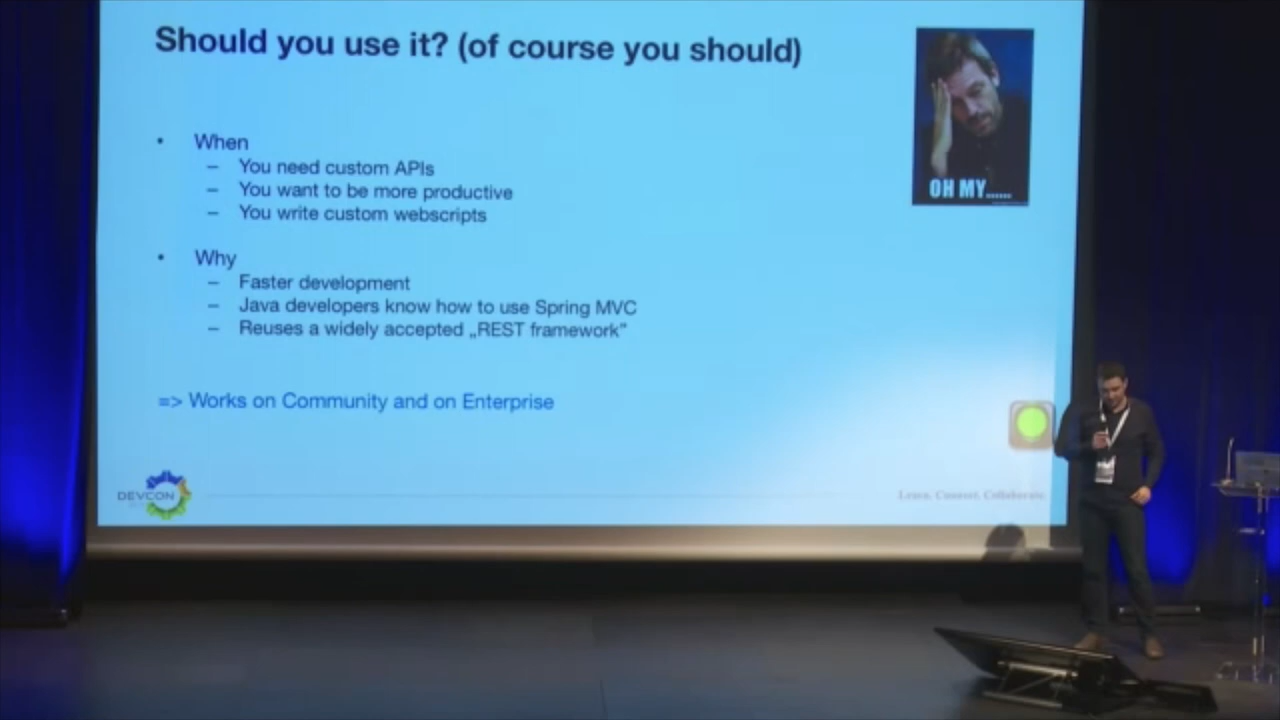 Should you use it? (of course you should)
OH MY......
• When
– You need custom APIs
– You want to be more productive
– You write custom webscripts
• Why
– Faster development
– Java developers know how to use Spring MVC
– Reuses a widely accepted „REST framework"
=> Works on Community and on Enterprise
DEVCON
Learn. Connect. Collaborate.